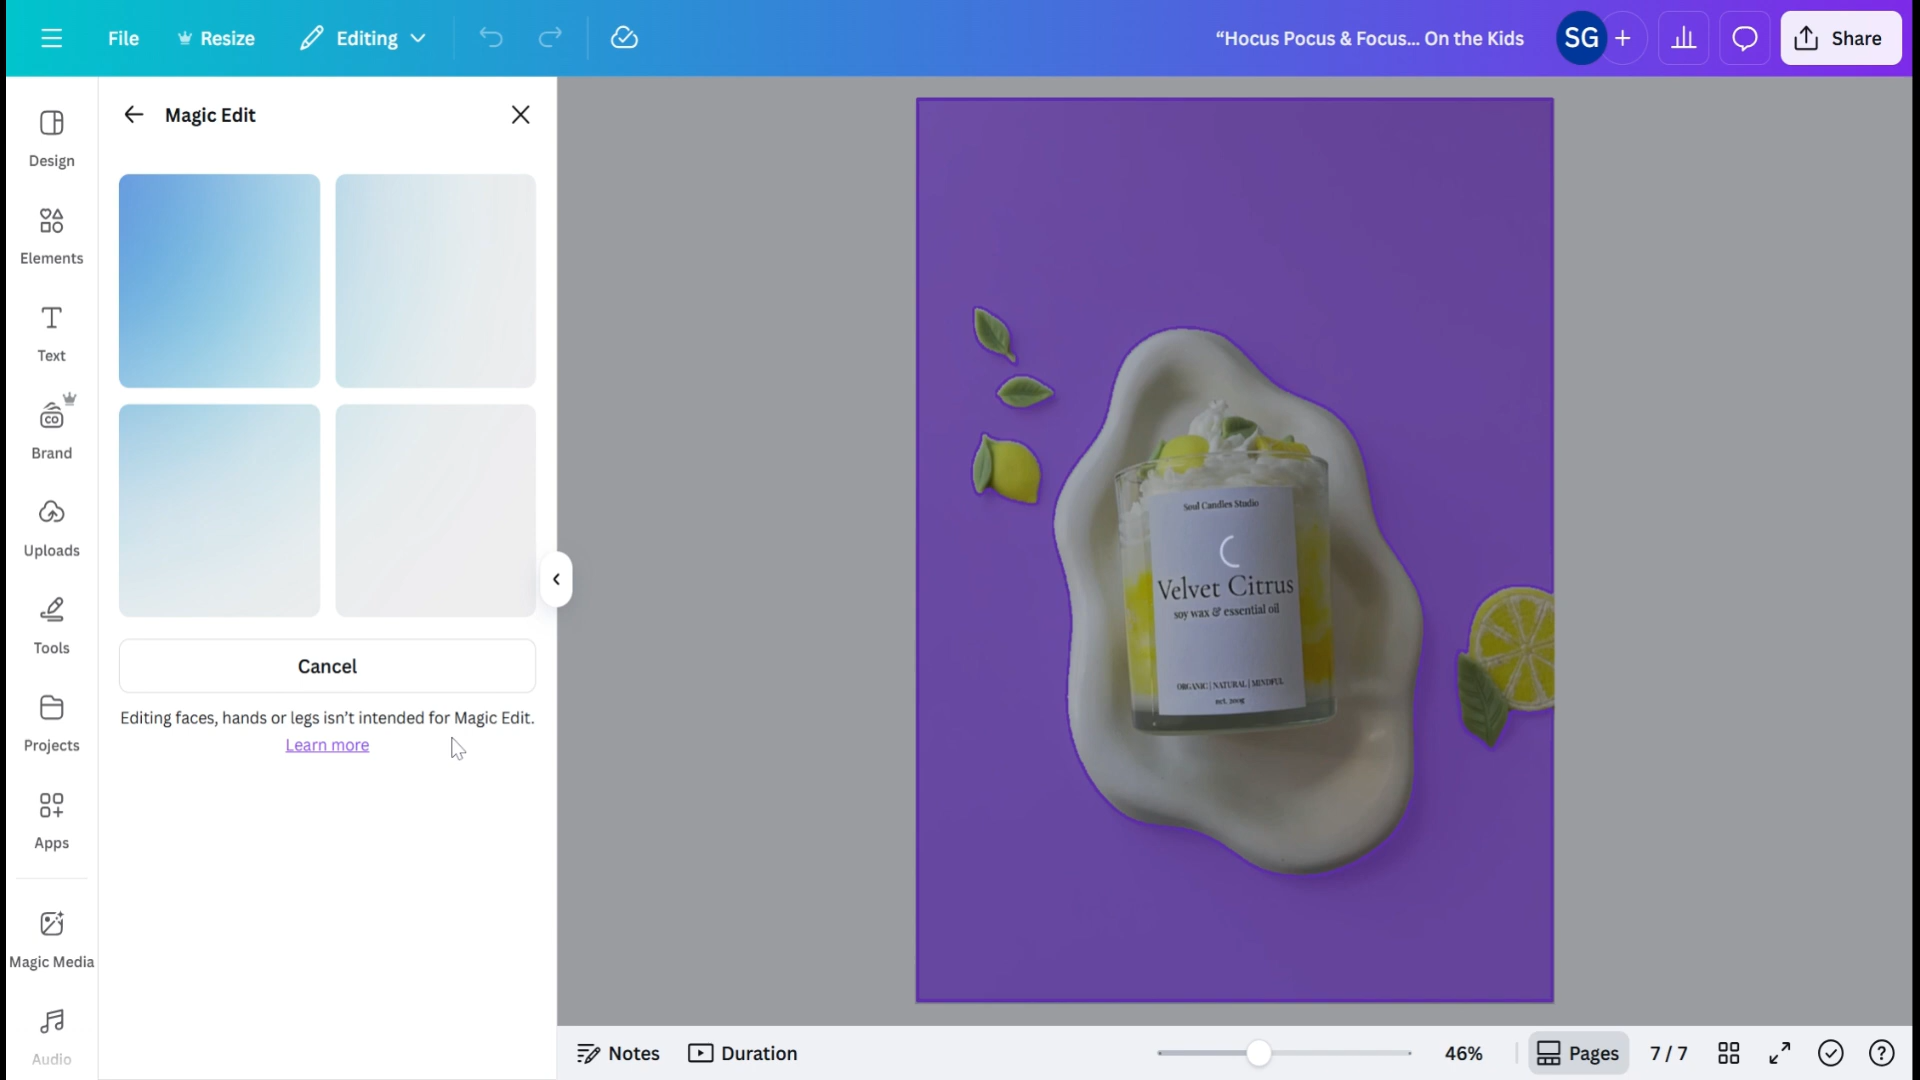 File
Resize
Editing
“Hocus Pocus & Focus... On the Kids
SG
Share
Magic Edit
Design
Elements
Text
CO
Brand
Uploads
Tools
Projects
Apps
Magic Media
Audio
Cancel
Editing faces, hands or legs isn’t intended for Magic Edit.
Learn more
Soul Candles Studio
Velvet Citrus
soy wax & essential oil
ORGANIC | NATURAL | MINDFUL
Notes
Duration
46%
Pages
7 / 7